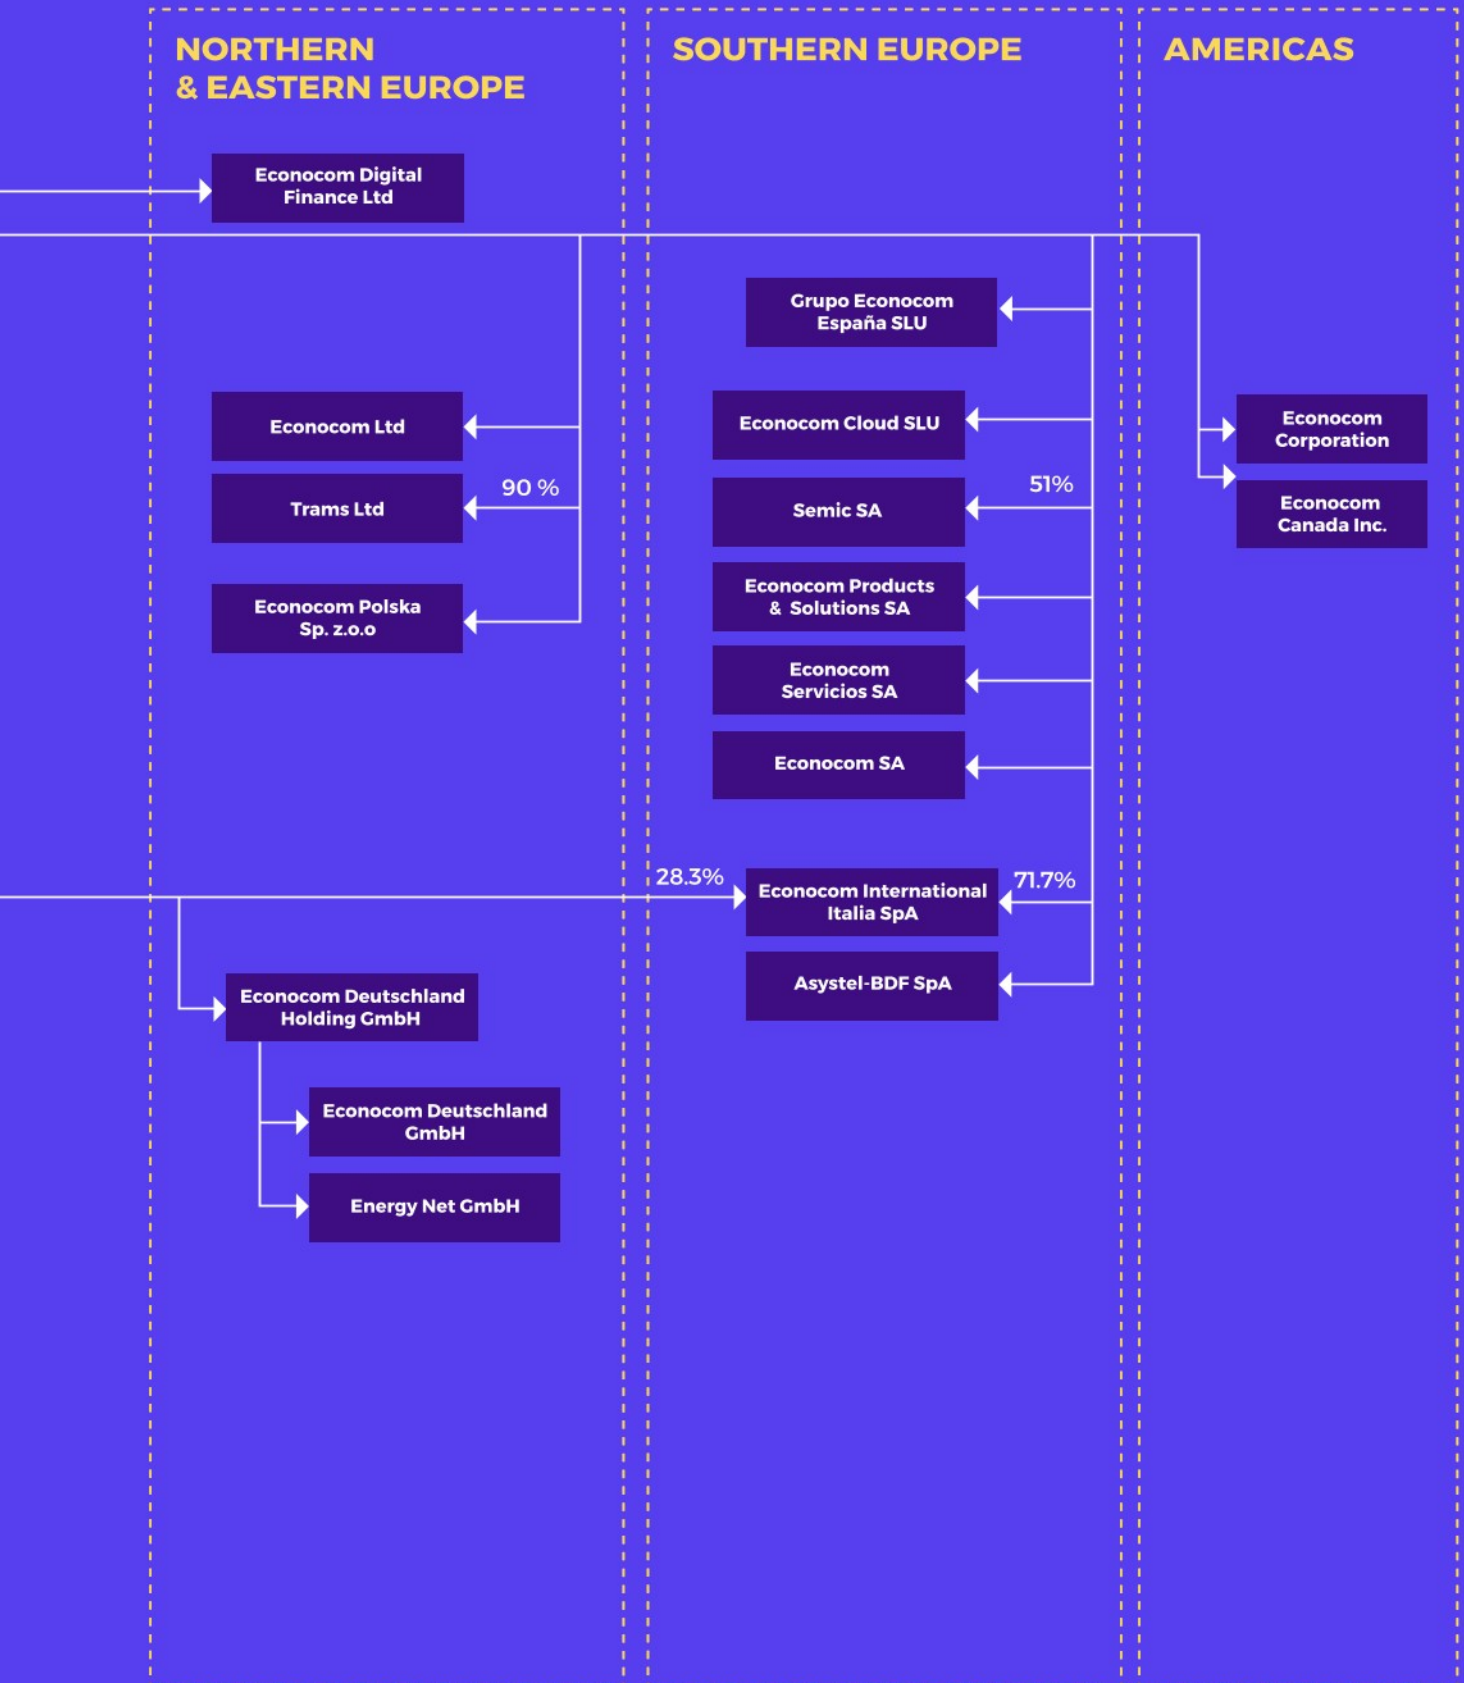 NORTHERN
& EASTERN EUROPE
Econocom Digital
Finance Ltd
Econocom Ltd
90 %
Trams Ltd
Econocom Polska
Sp. z.o.o
Econocom Deutschland
Holding GmbH
Econocom Deutschland
GmbH
Energy Net GmbH
SOUTHERN EUROPE
Grupo Econocom
España SLU
Econocom Cloud SLU
51%
Semic SA
Econocom Products
& Solutions SA
Econocom
Servicios SA
Econocom SA
28.3%
Econocom International
Italia SpA
71.7%
Asystel-BDF SpA
AMERICAS
Econocom
Corporation
Econocom
Canada Inc.